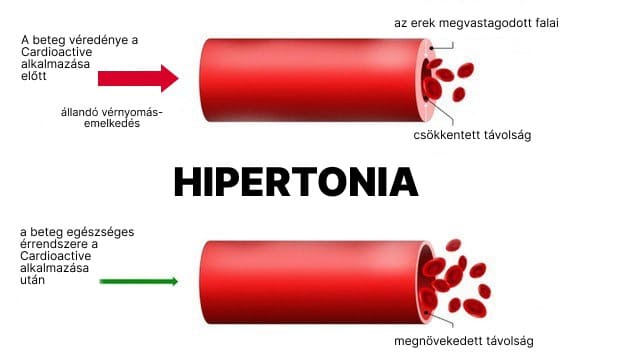 az erek megvastagodott falai
A beteg véredénye a
Cardioactive
alkalmazása
előtt
állandó vérnyomás-
emelkedés
csökkentett távolság
HIPERTONIA
a beteg egészséges
érrendszere a
Cardioactive
alkalmazása
után
megnövekedett távolság